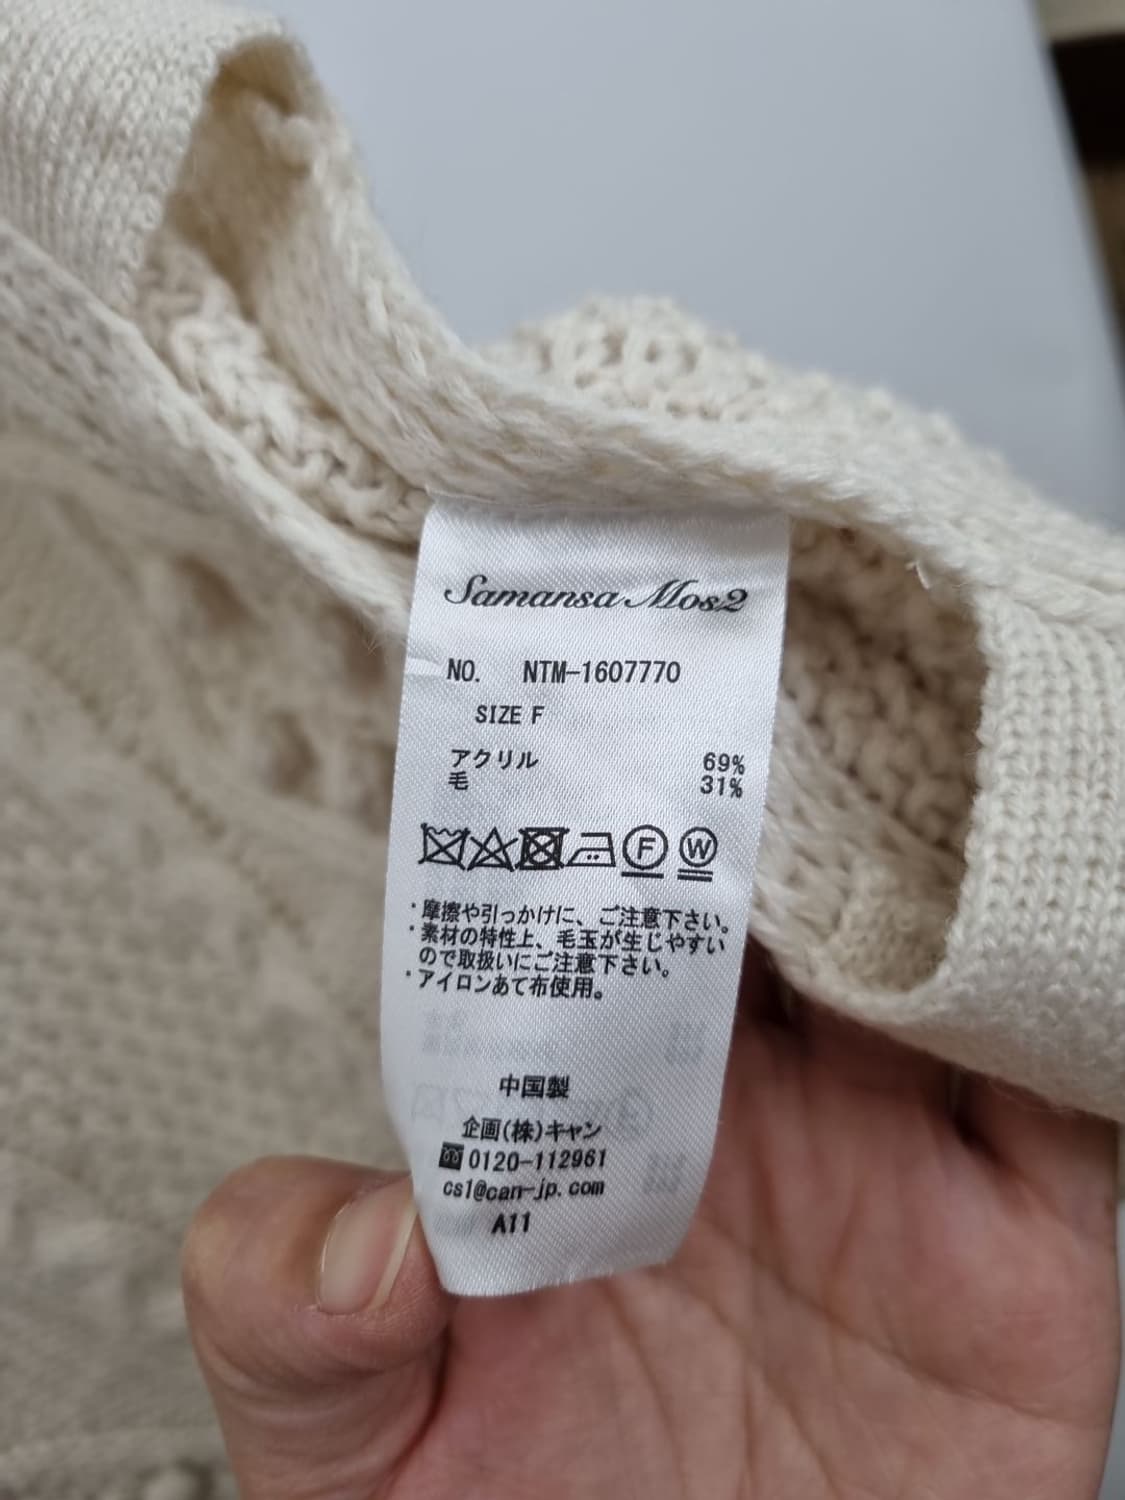 Samansa Mos2
NO. NTM-1607770
SIZE F
アクリル 69%
毛 31%
F W
・摩擦や引っかけに、ご注意下さい。
・素材の特性上、毛玉が生じやすい
ので取扱いにご注意下さい。
・アイロンあて布使用。
中国製
企画(株)キャン
0120-112961
cs1@can-jp.com
A11